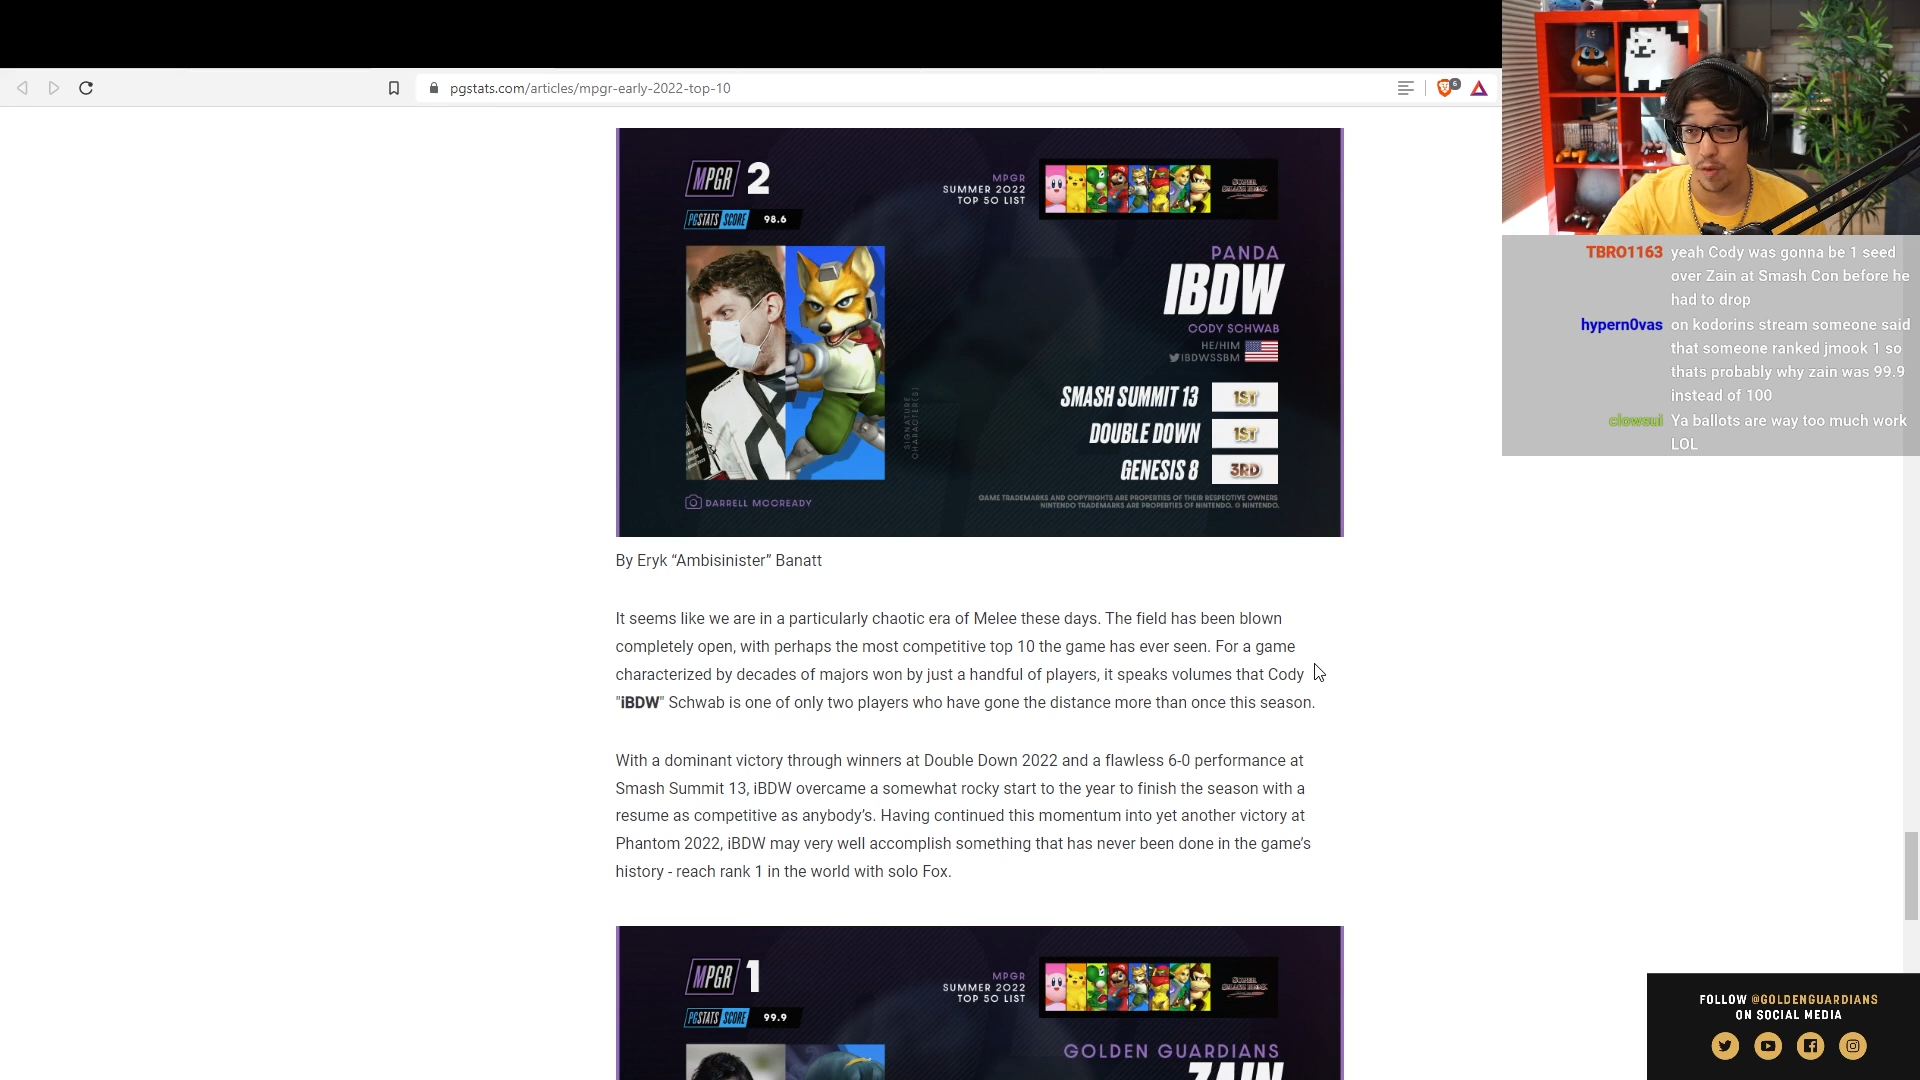 pgstats.com/articles/mpgr-early-2022-top-10
6
MPGR 2
PGSTATS SCORE 98.6
MPGR
SUMMER 2022
TOP 50 LIST
PANDA
IBDW
CODY SCHWAB
HE/HIM
IBDWSSBM
SMASH SUMMIT 13 1ST
DOUBLE DOWN 1ST
GENESIS 8 3RD
SIGNATURE
CHARACTER(S)
DARRELL MCCREADY
GAME TRADEMARKS AND COPYRIGHTS ARE PROPERTIES OF THEIR RESPECTIVE OWNERS
NINTENDO TRADEMARKS ARE PROPERTIES OF NINTENDO. © NINTENDO.
By Eryk “Ambisinister” Banatt
It seems like we are in a particularly chaotic era of Melee these days. The field has been blown
completely open, with perhaps the most competitive top 10 the game has ever seen. For a game
characterized by decades of majors won by just a handful of players, it speaks volumes that Cody
"iBDW" Schwab is one of only two players who have gone the distance more than once this season.
With a dominant victory through winners at Double Down 2022 and a flawless 6-0 performance at
Smash Summit 13, iBDW overcame a somewhat rocky start to the year to finish the season with a
resume as competitive as anybody’s. Having continued this momentum into yet another victory at
Phantom 2022, iBDW may very well accomplish something that has never been done in the game’s
history - reach rank 1 in the world with solo Fox.
MPGR 1
PGSTATS SCORE 99.9
MPGR
SUMMER 2022
TOP 50 LIST
GOLDEN GUARDIANS
ZAIN
TBRO1163 yeah Cody was gonna be 1 seed
over Zain at Smash Con before he
had to drop
hypern0vas on kodorins stream someone said
that someone ranked jmook 1 so
thats probably why zain was 99.9
instead of 100
clowsui Ya ballots are way too much work
LOL
FOLLOW @GOLDENGUARDIANS
ON SOCIAL MEDIA